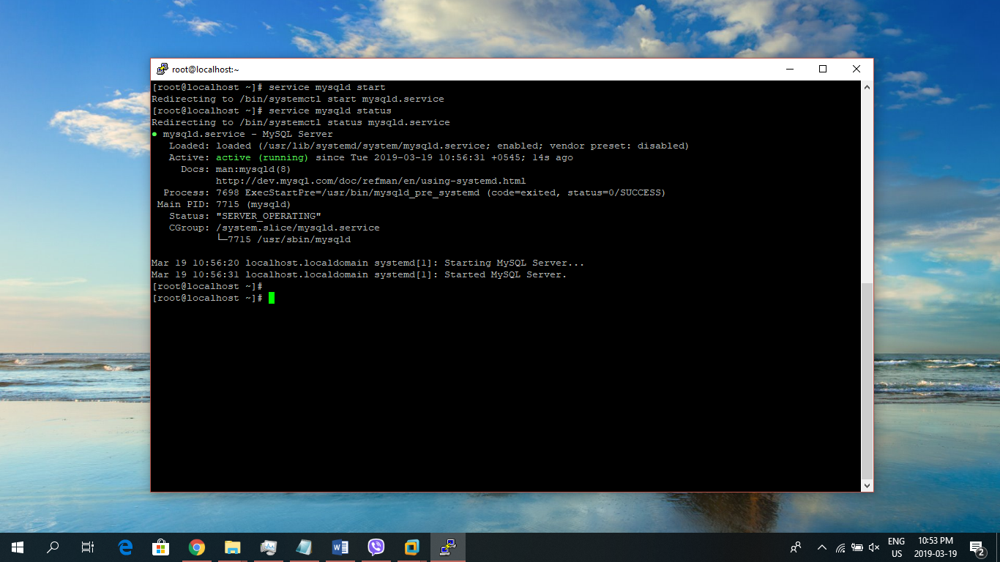 root@localhost:~
[root@localhost ~]# service mysqld start
Redirecting to /bin/systemctl start mysqld.service
[root@localhost ~]# service mysqld status
Redirecting to /bin/systemctl status mysqld.service
● mysqld.service - MySQL Server
Loaded: loaded (/usr/lib/systemd/system/mysqld.service; enabled; vendor preset: disabled)
Active: active (running) since Tue 2019-03-19 10:56:31 +0545; 14s ago
Docs: man:mysqld(8)
http://dev.mysql.com/doc/refman/en/using-systemd.html
Process: 7698 ExecStartPre=/usr/bin/mysqld_pre_systemd (code=exited, status=0/SUCCESS)
Main PID: 7715 (mysqld)
Status: "SERVER_OPERATING"
CGroup: /system.slice/mysqld.service
└─7715 /usr/sbin/mysqld
Mar 19 10:56:20 localhost.localdomain systemd[1]: Starting MySQL Server...
Mar 19 10:56:31 localhost.localdomain systemd[1]: Started MySQL Server.
[root@localhost ~]#
[root@localhost ~]#
ENG
US
10:53 PM
2019-03-19
2